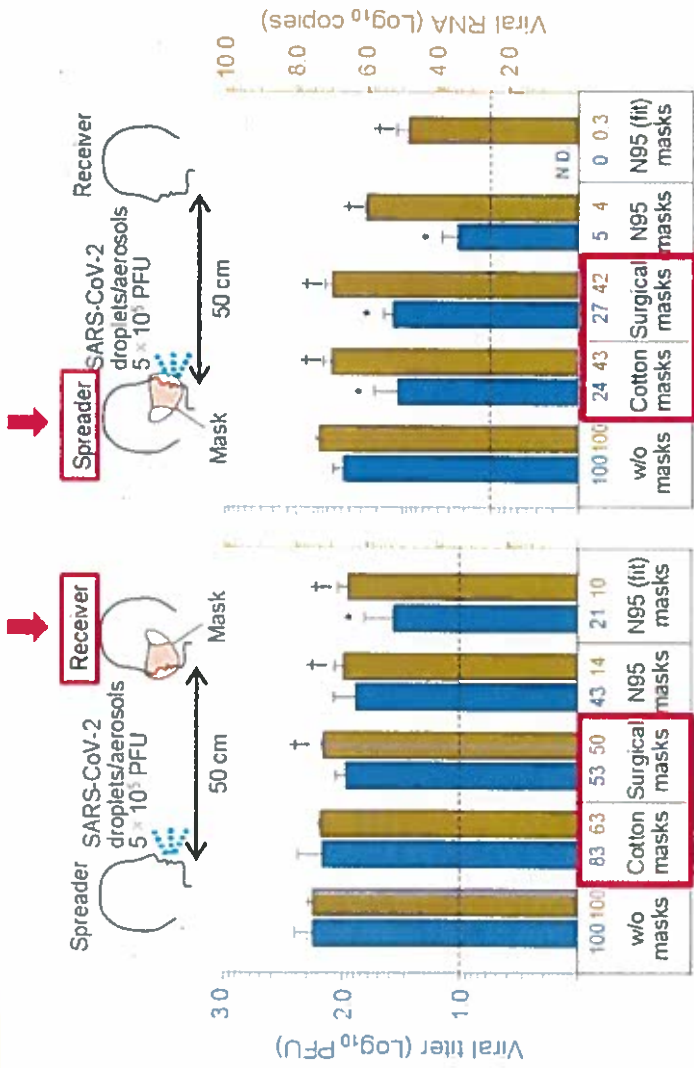 Spreader
SARS-CoV-2
droplets/aerosols
5 × 10⁵ PFU
Receiver
Mask
50 cm
Spreader
SARS-CoV-2
droplets/aerosols
5 × 10⁵ PFU
Receiver
Mask
50 cm
Viral titer (Log₁₀ PFU)
3.0
2.0
1.0
100 100
83 63
53 50
43 14
21 10
w/o masks
Cotton masks
Surgical masks
N95 masks
N95 (fit) masks
100 100
24 43
27 42
5 4
0 0.3
w/o masks
Cotton masks
Surgical masks
N95 masks
N95 (fit) masks
N.D.
Viral RNA (Log₁₀ copies)
10.0
8.0
6.0
4.0
2.0